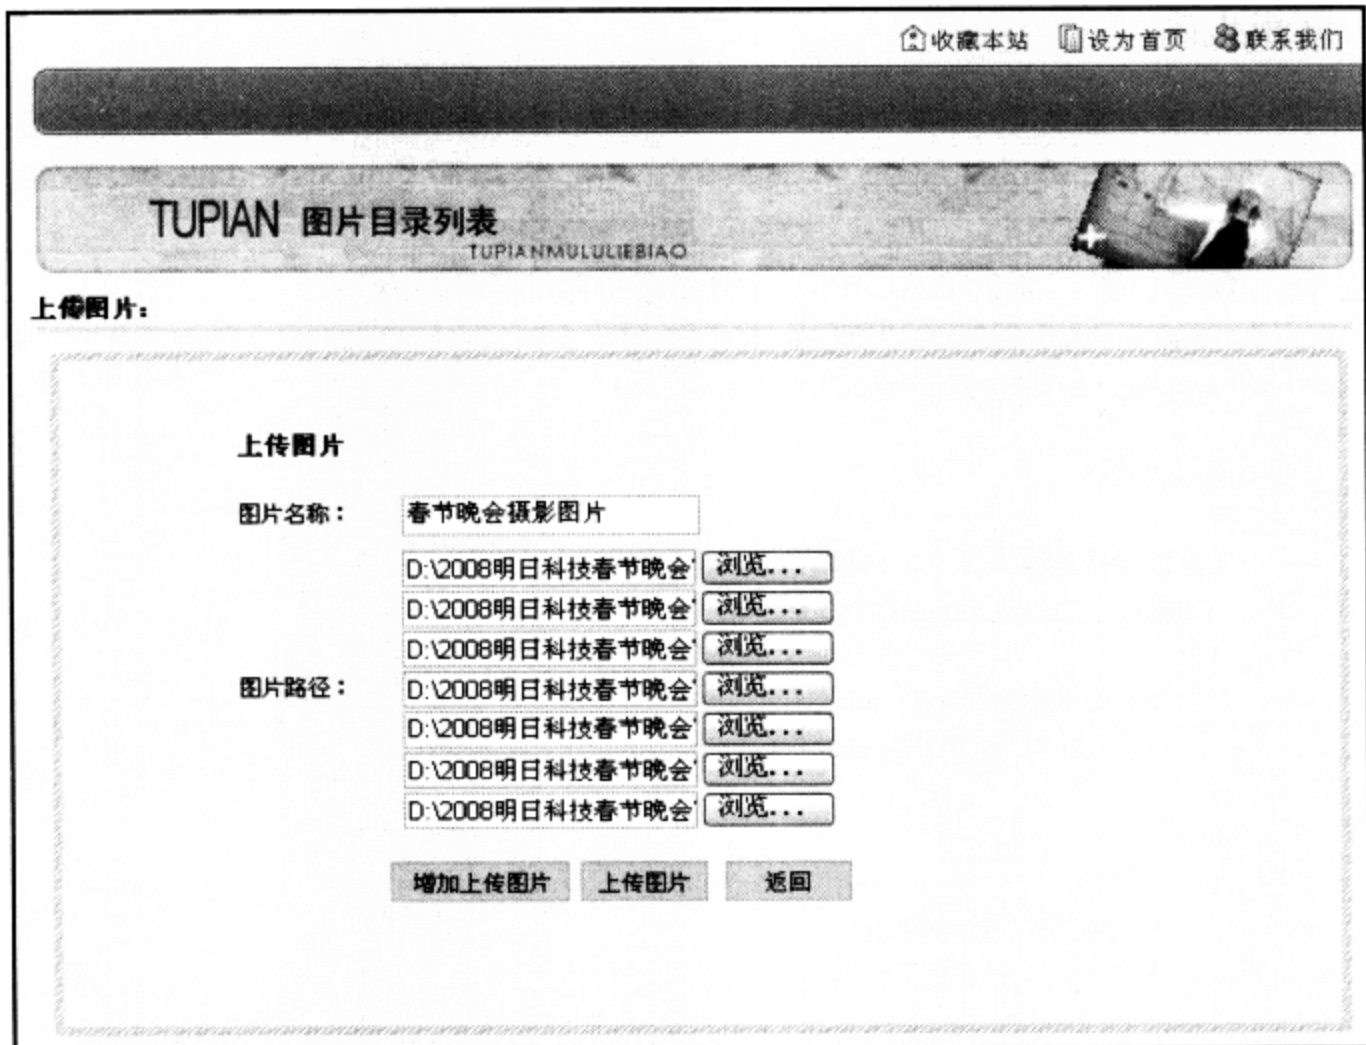 收藏本站 设为首页 联系我们
TUPIAN 图片目录列表
TUPIANMULULIEBIAO
上传图片：
上传图片
图片名称： 春节晚会摄影图片
D:\2008明日科技春节晚会 浏览...
D:\2008明日科技春节晚会 浏览...
D:\2008明日科技春节晚会 浏览...
图片路径： D:\2008明日科技春节晚会 浏览...
D:\2008明日科技春节晚会 浏览...
D:\2008明日科技春节晚会 浏览...
D:\2008明日科技春节晚会 浏览...
增加上传图片 上传图片 返回